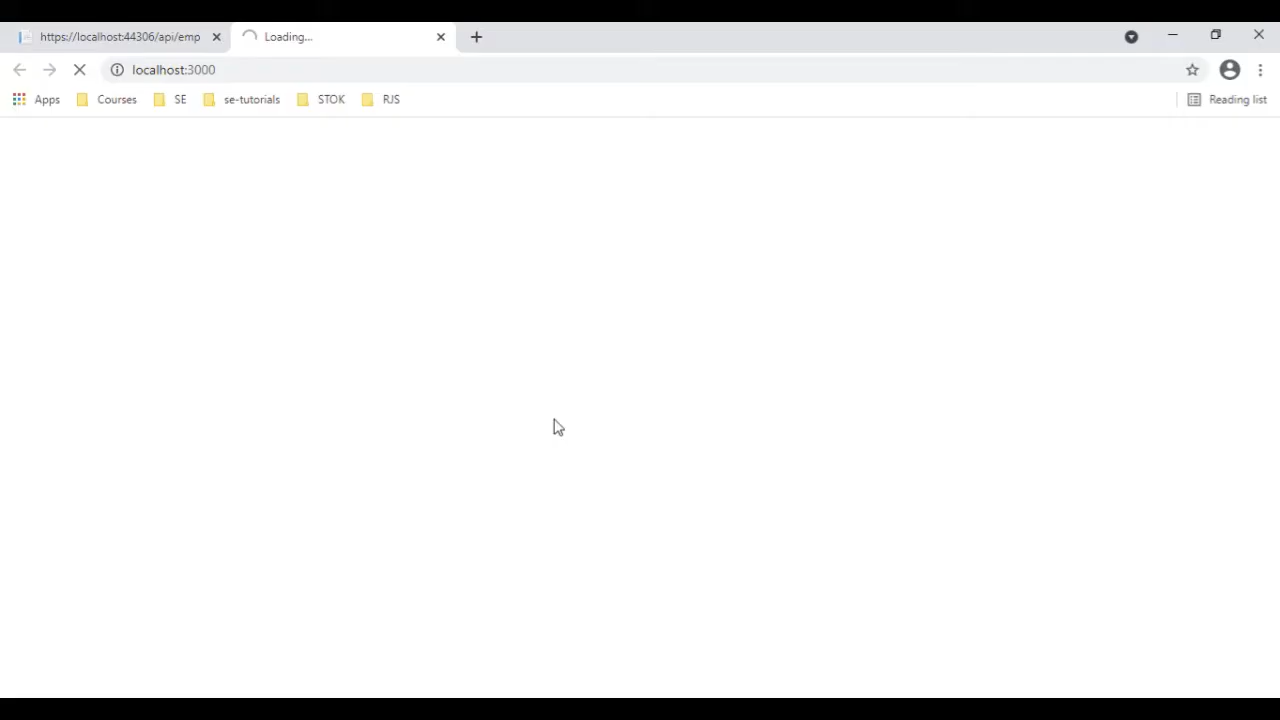 https://localhost:44306/api/emp
Loading...
localhost:3000
Apps
Courses
SE
se-tutorials
STOK
RJS
Reading list